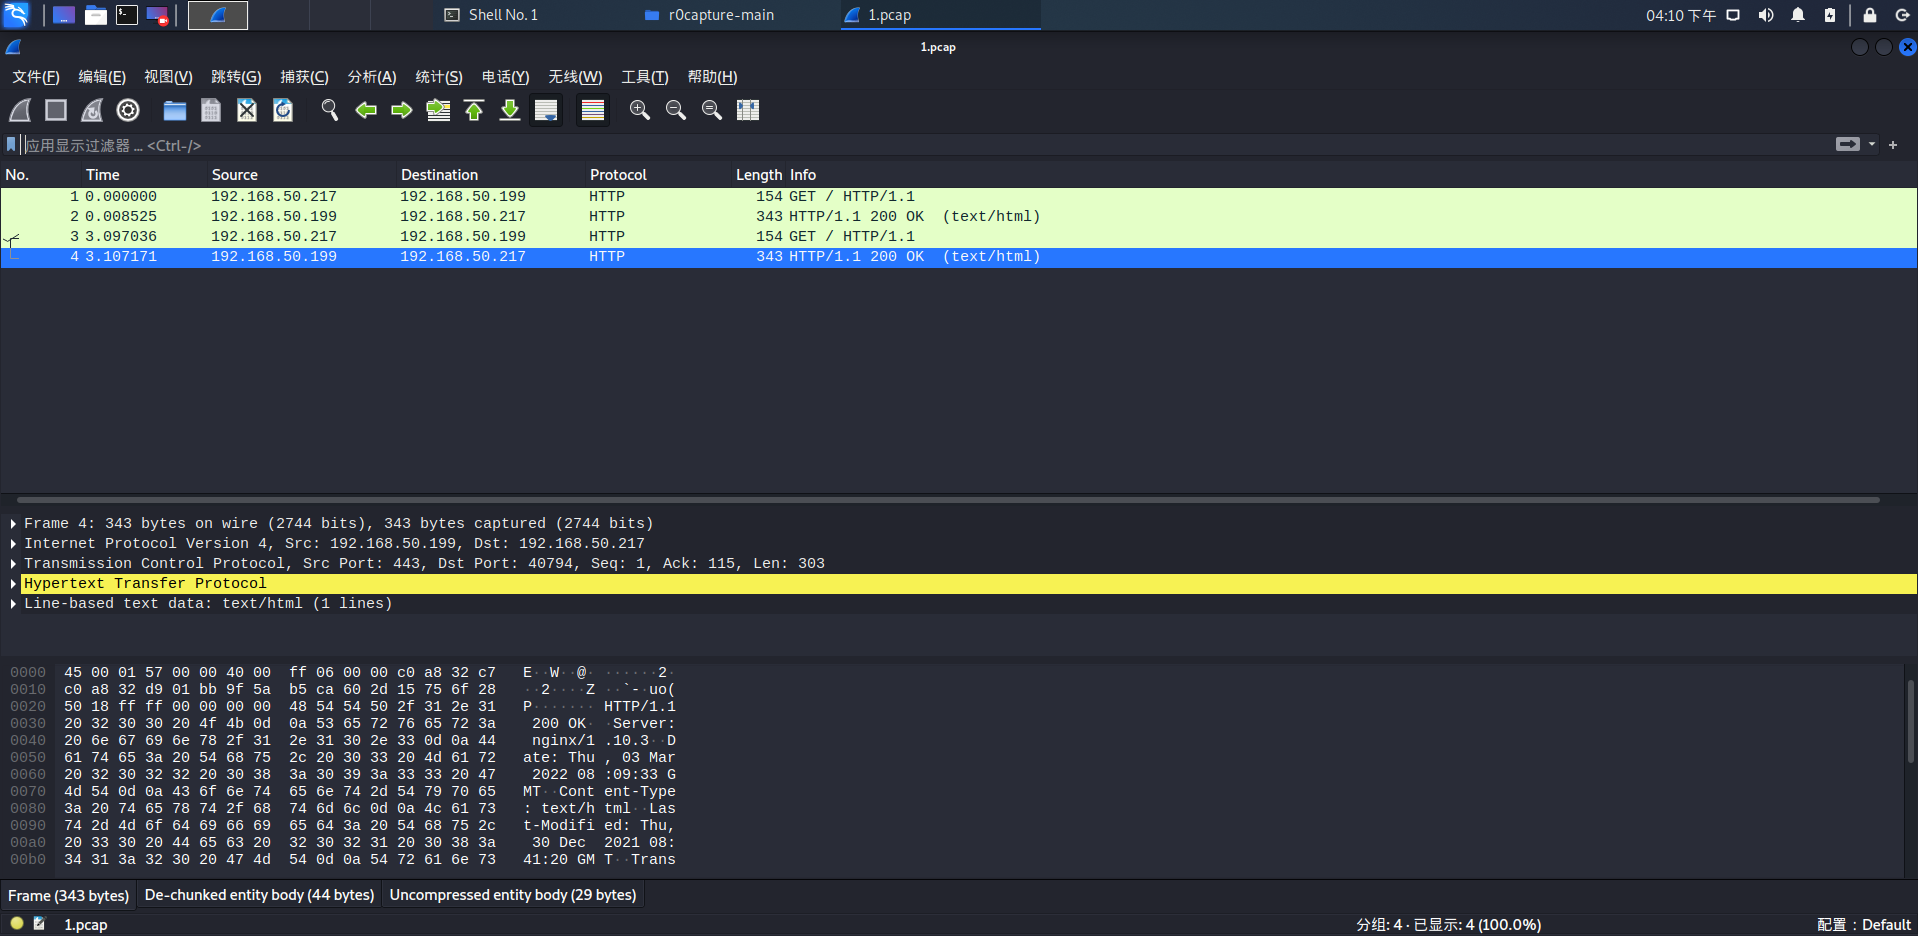 Shell No. 1 r0capture-main 1.pcap 04:10 下午
1.pcap
文件(F) 编辑(E) 视图(V) 跳转(G) 捕获(C) 分析(A) 统计(S) 电话(Y) 无线(W) 工具(T) 帮助(H)
应用显示过滤器 … <Ctrl-/>
No. Time Source Destination Protocol Length Info
1 0.000000 192.168.50.217 192.168.50.199 HTTP 154 GET / HTTP/1.1
2 0.008525 192.168.50.199 192.168.50.217 HTTP 343 HTTP/1.1 200 OK (text/html)
3 3.097036 192.168.50.217 192.168.50.199 HTTP 154 GET / HTTP/1.1
4 3.107171 192.168.50.199 192.168.50.217 HTTP 343 HTTP/1.1 200 OK (text/html)
Frame 4: 343 bytes on wire (2744 bits), 343 bytes captured (2744 bits)
Internet Protocol Version 4, Src: 192.168.50.199, Dst: 192.168.50.217
Transmission Control Protocol, Src Port: 443, Dst Port: 40794, Seq: 1, Ack: 115, Len: 303
Hypertext Transfer Protocol
Line-based text data: text/html (1 lines)
0000 45 00 01 57 00 00 40 00 ff 06 00 00 c0 a8 32 c7 E··W··@· ······2·
0010 c0 a8 32 d9 01 bb 9f 5a b5 ca 60 2d 15 75 6f 28 ··2····Z ··`-·uo(
0020 50 18 ff ff 00 00 00 00 48 54 54 50 2f 31 2e 31 P······· HTTP/1.1
0030 20 32 30 30 20 4f 4b 0d 0a 53 65 72 76 65 72 3a 200 OK· ·Server:
0040 20 6e 67 69 6e 78 2f 31 2e 31 30 2e 33 0d 0a 44 nginx/1 .10.3··D
0050 61 74 65 3a 20 54 68 75 2c 20 30 33 20 4d 61 72 ate: Thu , 03 Mar
0060 20 32 30 32 32 20 30 38 3a 30 39 3a 33 33 20 47 2022 08 :09:33 G
0070 4d 54 0d 0a 43 6f 6e 74 65 6e 74 2d 54 79 70 65 MT··Cont ent-Type
0080 3a 20 74 65 78 74 2f 68 74 6d 6c 0d 0a 4c 61 73 : text/h tml··Las
0090 74 2d 4d 6f 64 69 66 69 65 64 3a 20 54 68 75 2c t-Modifi ed: Thu,
00a0 20 33 30 20 44 65 63 20 32 30 32 31 20 30 38 3a 30 Dec 2021 08:
00b0 34 31 3a 32 30 20 47 4d 54 0d 0a 54 72 61 6e 73 41:20 GM T··Trans
Frame (343 bytes) De-chunked entity body (44 bytes) Uncompressed entity body (29 bytes)
1.pcap 分组: 4 · 已显示: 4 (100.0%) 配置：Default